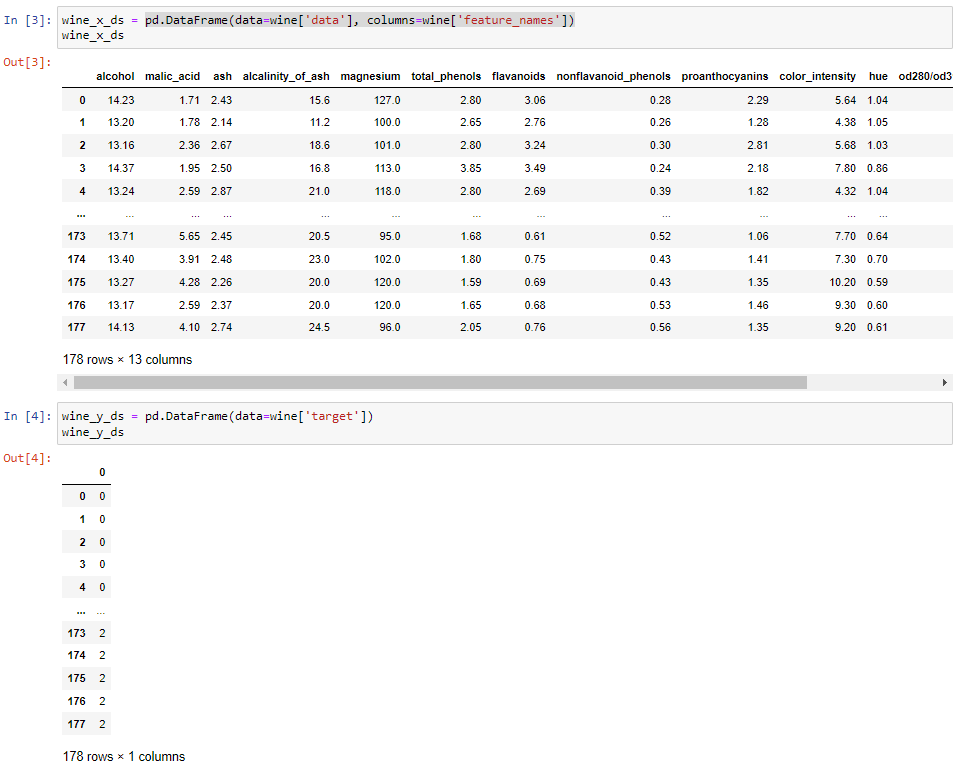 In [3]: wine_x_ds = pd.DataFrame(data=wine['data'], columns=wine['feature_names'])
wine_x_ds
Out[3]:
alcohol malic_acid ash alcalinity_of_ash magnesium total_phenols flavanoids nonflavanoid_phenols proanthocyanins color_intensity hue od280/od3
0 14.23 1.71 2.43 15.6 127.0 2.80 3.06 0.28 2.29 5.64 1.04
1 13.20 1.78 2.14 11.2 100.0 2.65 2.76 0.26 1.28 4.38 1.05
2 13.16 2.36 2.67 18.6 101.0 2.80 3.24 0.30 2.81 5.68 1.03
3 14.37 1.95 2.50 16.8 113.0 3.85 3.49 0.24 2.18 7.80 0.86
4 13.24 2.59 2.87 21.0 118.0 2.80 2.69 0.39 1.82 4.32 1.04
... ... ... ... ... ... ... ... ... ... ... ...
173 13.71 5.65 2.45 20.5 95.0 1.68 0.61 0.52 1.06 7.70 0.64
174 13.40 3.91 2.48 23.0 102.0 1.80 0.75 0.43 1.41 7.30 0.70
175 13.27 4.28 2.26 20.0 120.0 1.59 0.69 0.43 1.35 10.20 0.59
176 13.17 2.59 2.37 20.0 120.0 1.65 0.68 0.53 1.46 9.30 0.60
177 14.13 4.10 2.74 24.5 96.0 2.05 0.76 0.56 1.35 9.20 0.61
178 rows × 13 columns
In [4]: wine_y_ds = pd.DataFrame(data=wine['target'])
wine_y_ds
Out[4]:
0
0 0
1 0
2 0
3 0
4 0
... ...
173 2
174 2
175 2
176 2
177 2
178 rows × 1 columns